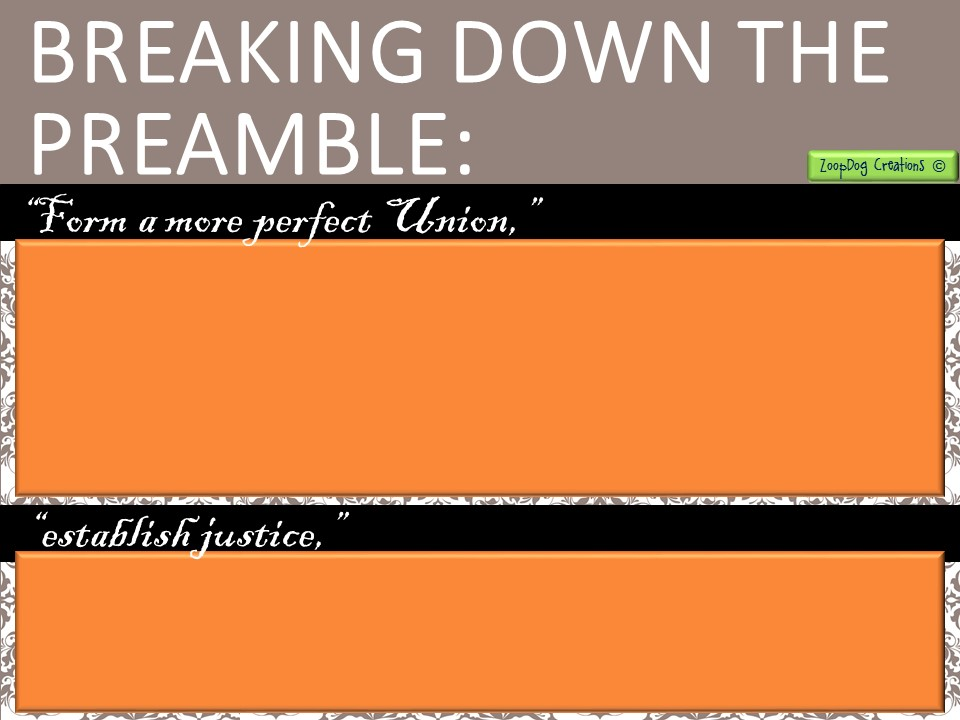 BREAKING DOWN THE
PREAMBLE:
ZoopDog Creations ©
“Form a more perfect Union,”
“establish justice,”